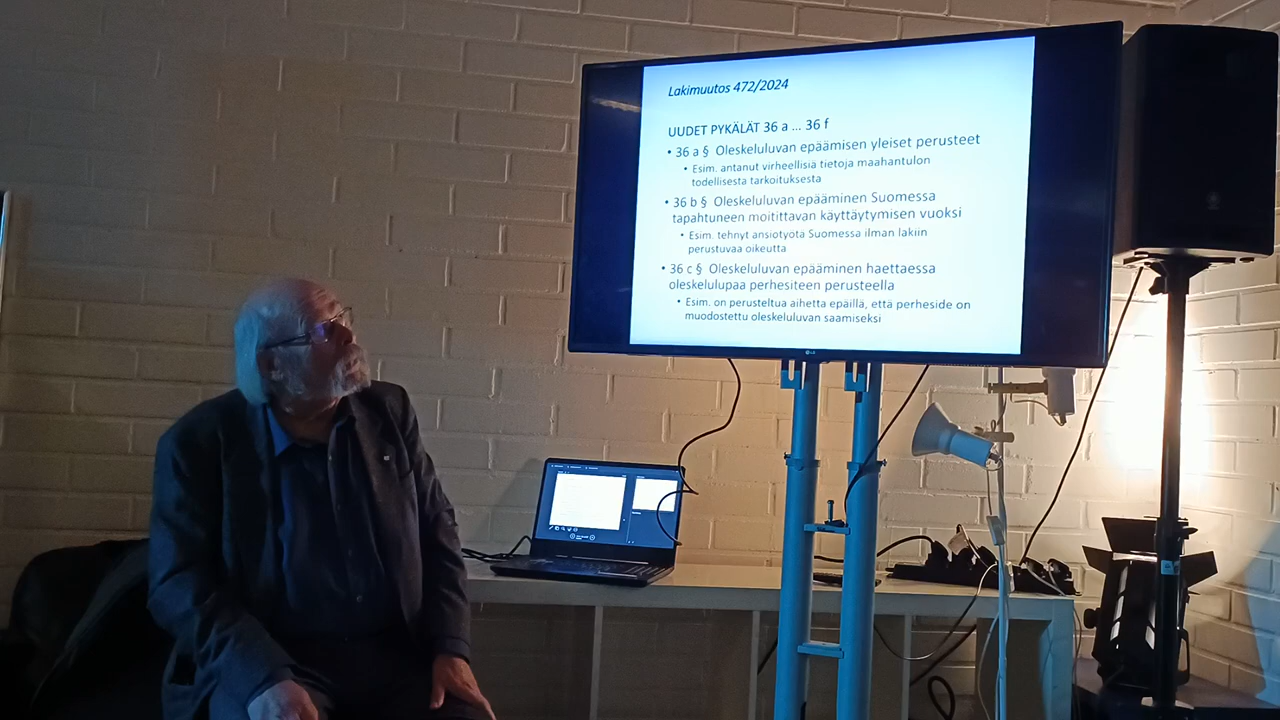 Lakimuutos 472/2024
UUDET PYKÄLÄT 36 a ... 36 f
• 36 a § Oleskeluluvan epäämisen yleiset perusteet
• Esim. antanut virheellisiä tietoja maahantulon
todellisesta tarkoituksesta
• 36 b § Oleskeluluvan epääminen Suomessa
tapahtuneen moitittavan käyttäytymisen vuoksi
• Esim. tehnyt ansiotyötä Suomessa ilman lakiin
perustuvaa oikeutta
• 36 c § Oleskeluluvan epääminen haettaessa
oleskelulupaa perhesiteen perusteella
• Esim. on perusteltua aihetta epäillä, että perheside on
muodostettu oleskeluluvan saamiseksi
LG